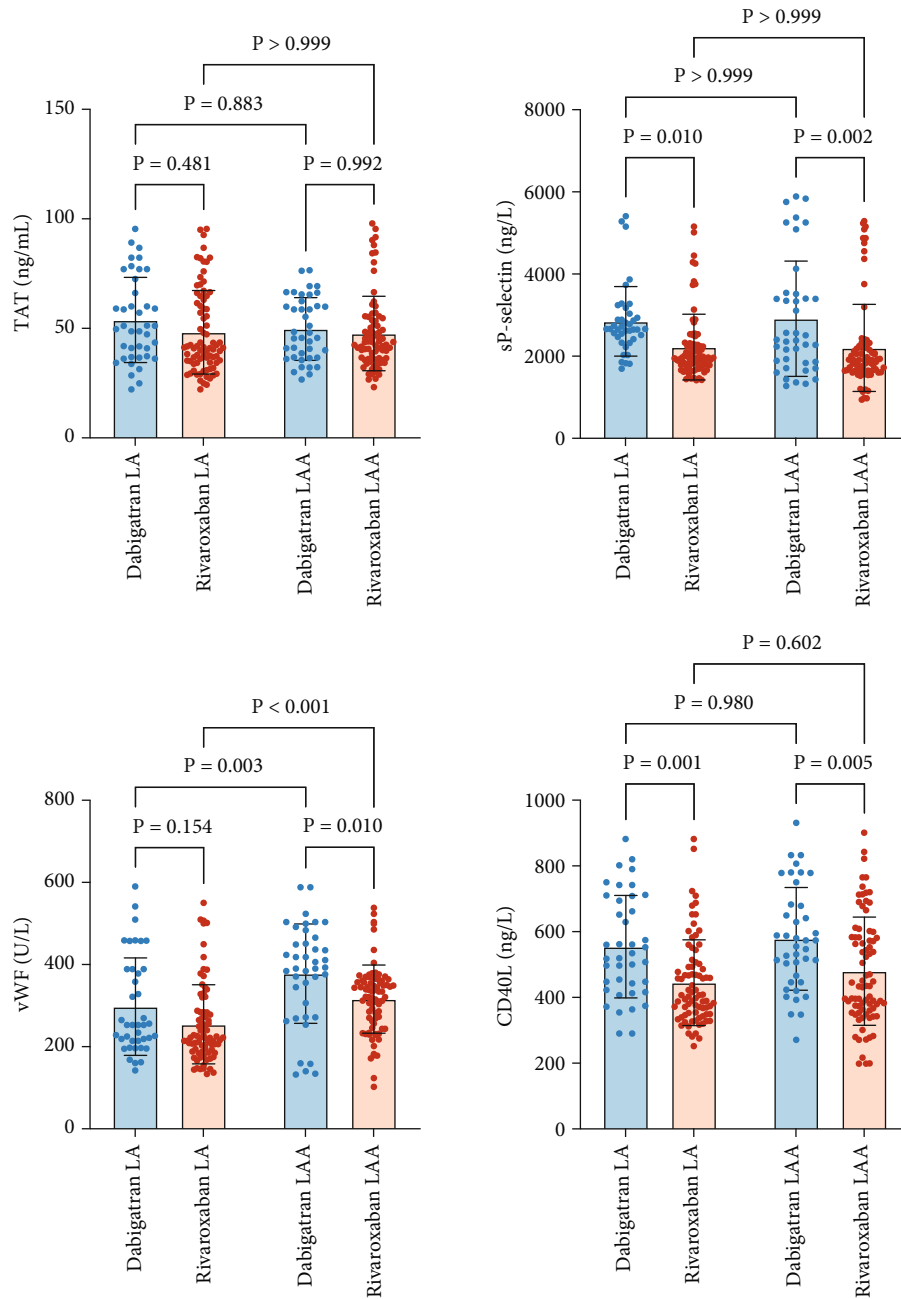 P > 0.999
P = 0.883
P = 0.481
P = 0.992
150
100
50
0
TAT (ng/mL)
Dabigatran LA
Rivaroxaban LA
Dabigatran LAA
Rivaroxaban LAA
P > 0.999
P > 0.999
P = 0.010
P = 0.002
8000
6000
4000
2000
0
sP-selectin (ng/L)
Dabigatran LA
Rivaroxaban LA
Dabigatran LAA
Rivaroxaban LAA
P < 0.001
P = 0.003
P = 0.154
P = 0.010
800
600
400
200
0
vWF (U/L)
Dabigatran LA
Rivaroxaban LA
Dabigatran LAA
Rivaroxaban LAA
P = 0.602
P = 0.980
P = 0.001
P = 0.005
1000
800
600
400
200
0
CD40L (ng/L)
Dabigatran LA
Rivaroxaban LA
Dabigatran LAA
Rivaroxaban LAA